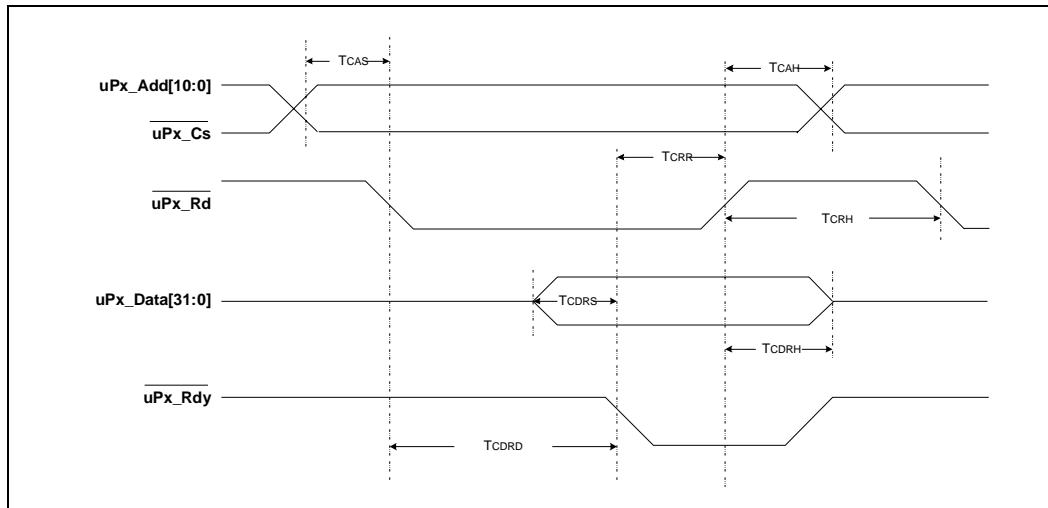 TCAS
TCAH
uPx_Add[10:0]
uPx_Cs
TCRR
uPx_Rd
TCRH
uPx_Data[31:0]
TCDRS
TCDRH
uPx_Rdy
TCDRD